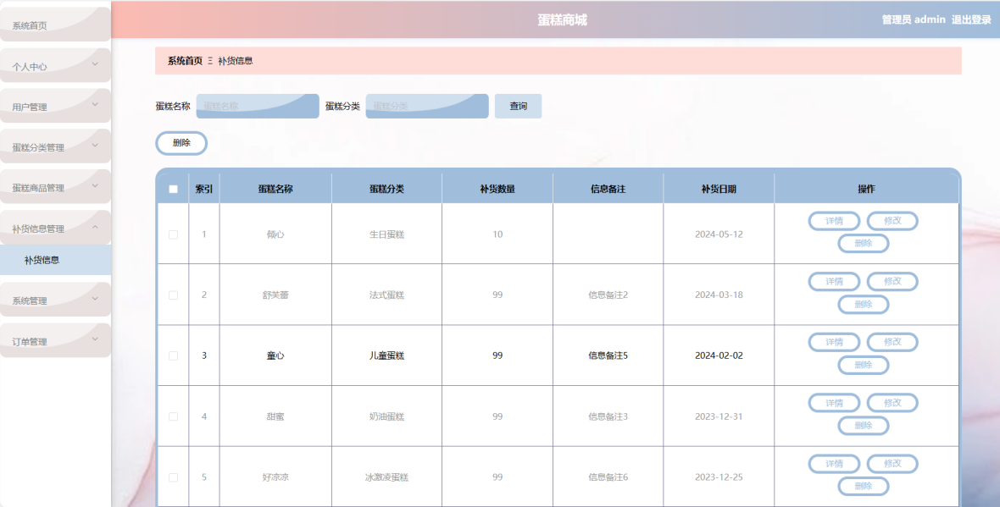 蛋糕商城
管理员 admin 退出登录
系统首页
个人中心
用户管理
蛋糕分类管理
蛋糕商品管理
补货信息管理
补货信息
系统管理
订单管理
系统首页 Ξ 补货信息
蛋糕名称 蛋糕名称 蛋糕分类 蛋糕分类 查询
删除
索引 蛋糕名称 蛋糕分类 补货数量 信息备注 补货日期 操作
1 倾心 生日蛋糕 10 2024-05-12 详情 修改
删除
2 舒芙蕾 法式蛋糕 99 信息备注2 2024-03-18 详情 修改
删除
3 童心 儿童蛋糕 99 信息备注5 2024-02-02 详情 修改
删除
4 甜蜜 奶油蛋糕 99 信息备注3 2023-12-31 详情 修改
删除
5 好凉凉 冰激凌蛋糕 99 信息备注6 2023-12-25 详情 修改
删除